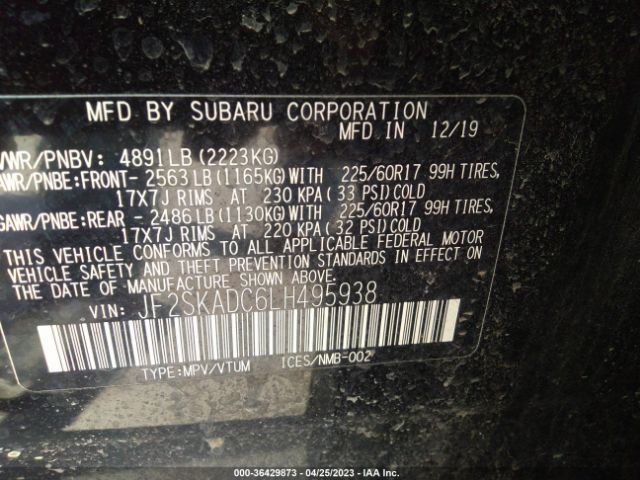 MFD BY SUBARU CORPORATION
MFD IN 12/19
VWR/PNBV: 4891LB (2223KG)
AWR/PNBE:FRONT- 2563LB (1165KG) WITH 225/60R17 99H TIRES,
17X7J RIMS AT 230 KPA (33 PSI) COLD
GAWR/PNBE:REAR - 2486LB (1130KG) WITH 225/60R17 99H TIRES,
17X7J RIMS AT 220 KPA (32 PSI) COLD
THIS VEHICLE CONFORMS TO ALL APPLICABLE FEDERAL MOTOR
VEHICLE SAFETY AND THEFT PREVENTION STANDARDS IN EFFECT ON
THE DATE OF MANUFACTURE SHOWN ABOVE.
VIN: JF2SKADC6LH495938
TYPE:MPV/VTUM ICES/NMB-002
000-36429873 - 04/25/2023 - IAA Inc.